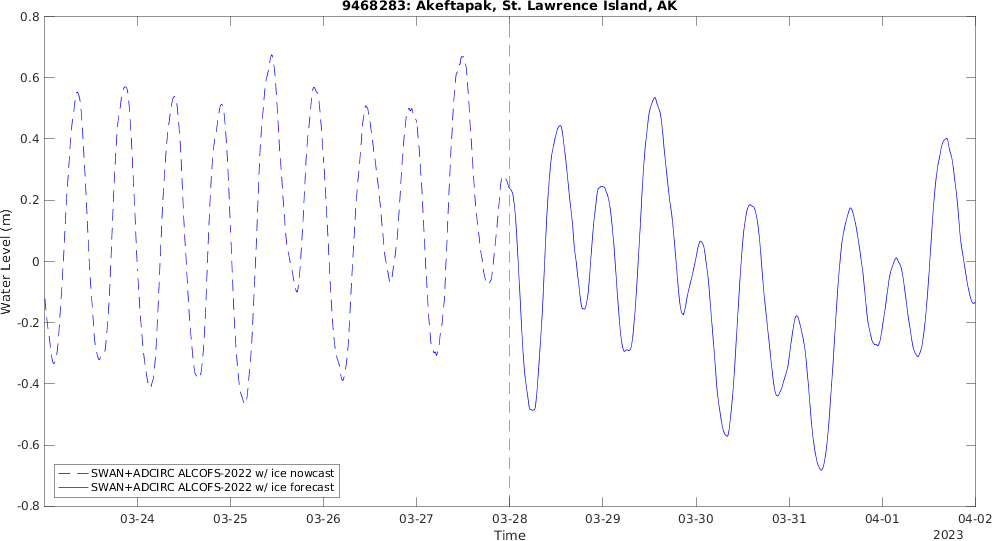 9468283: Akeftapak, St. Lawrence Island, AK
0.8
0.6
0.4
0.2
0
-0.2
-0.4
-0.6
-0.8
Water Level (m)
SWAN+ADCIRC ALCOFS-2022 w/ ice nowcast
SWAN+ADCIRC ALCOFS-2022 w/ ice forecast
03-24 03-25 03-26 03-27 03-28 03-29 03-30 03-31 04-01 04-02
Time
2023